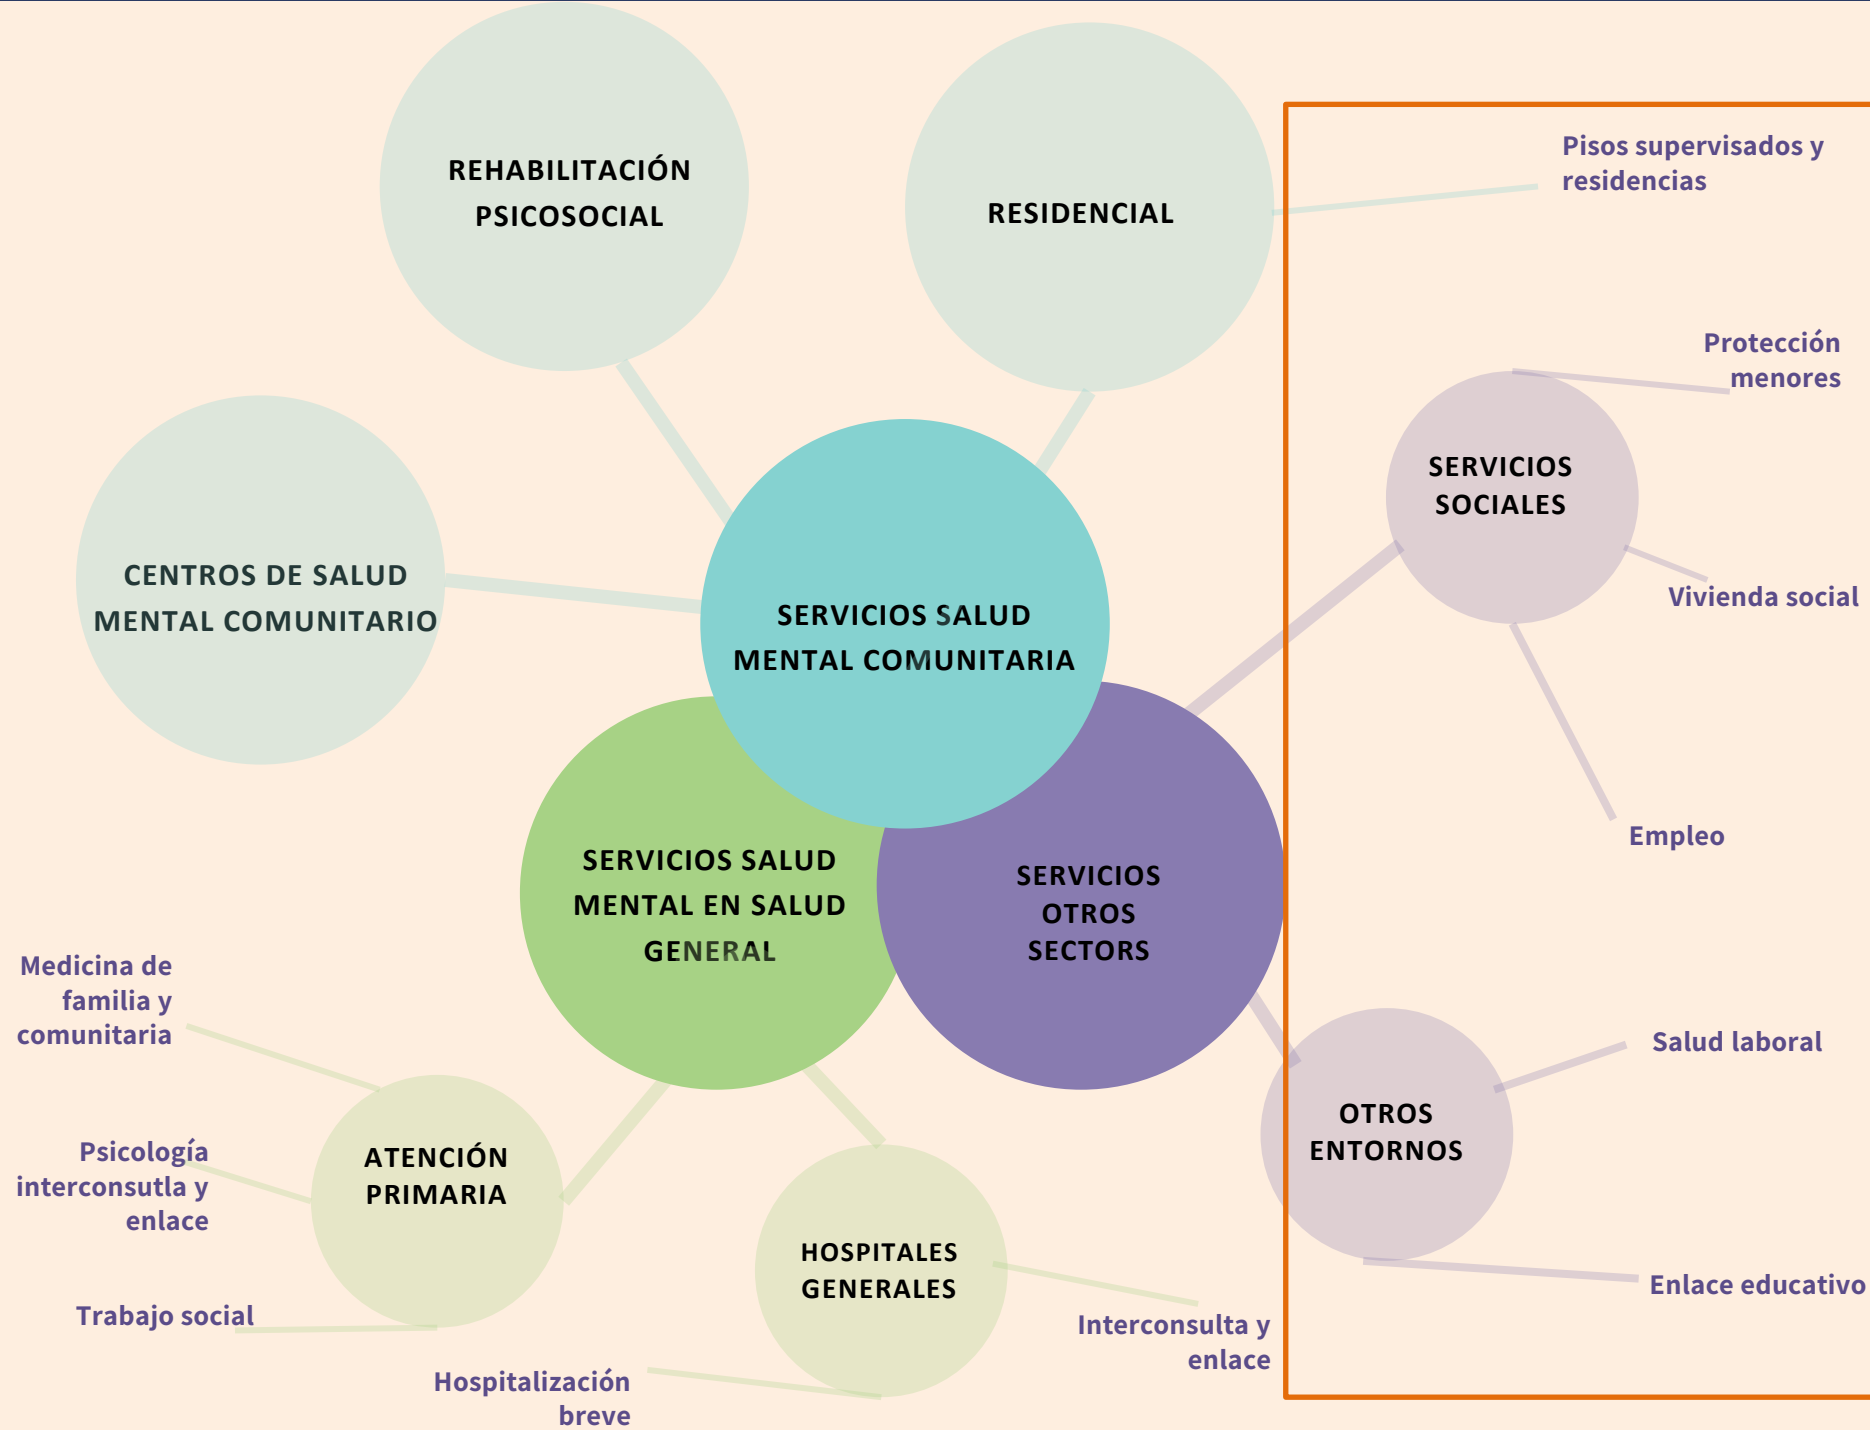 REHABILITACIÓN
PSICOSOCIAL
RESIDENCIAL
Pisos supervisados y
residencias
Protección
menores
SERVICIOS
SOCIALES
Vivienda social
Empleo
CENTROS DE SALUD
MENTAL COMUNITARIO
SERVICIOS SALUD
MENTAL COMUNITARIA
SERVICIOS SALUD
MENTAL EN SALUD
GENERAL
SERVICIOS
OTROS
SECTORS
Medicina de
familia y
comunitaria
Psicología
interconsutla y
enlace
Trabajo social
ATENCIÓN
PRIMARIA
HOSPITALES
GENERALES
Hospitalización
breve
Interconsulta y
enlace
OTROS
ENTORNOS
Salud laboral
Enlace educativo